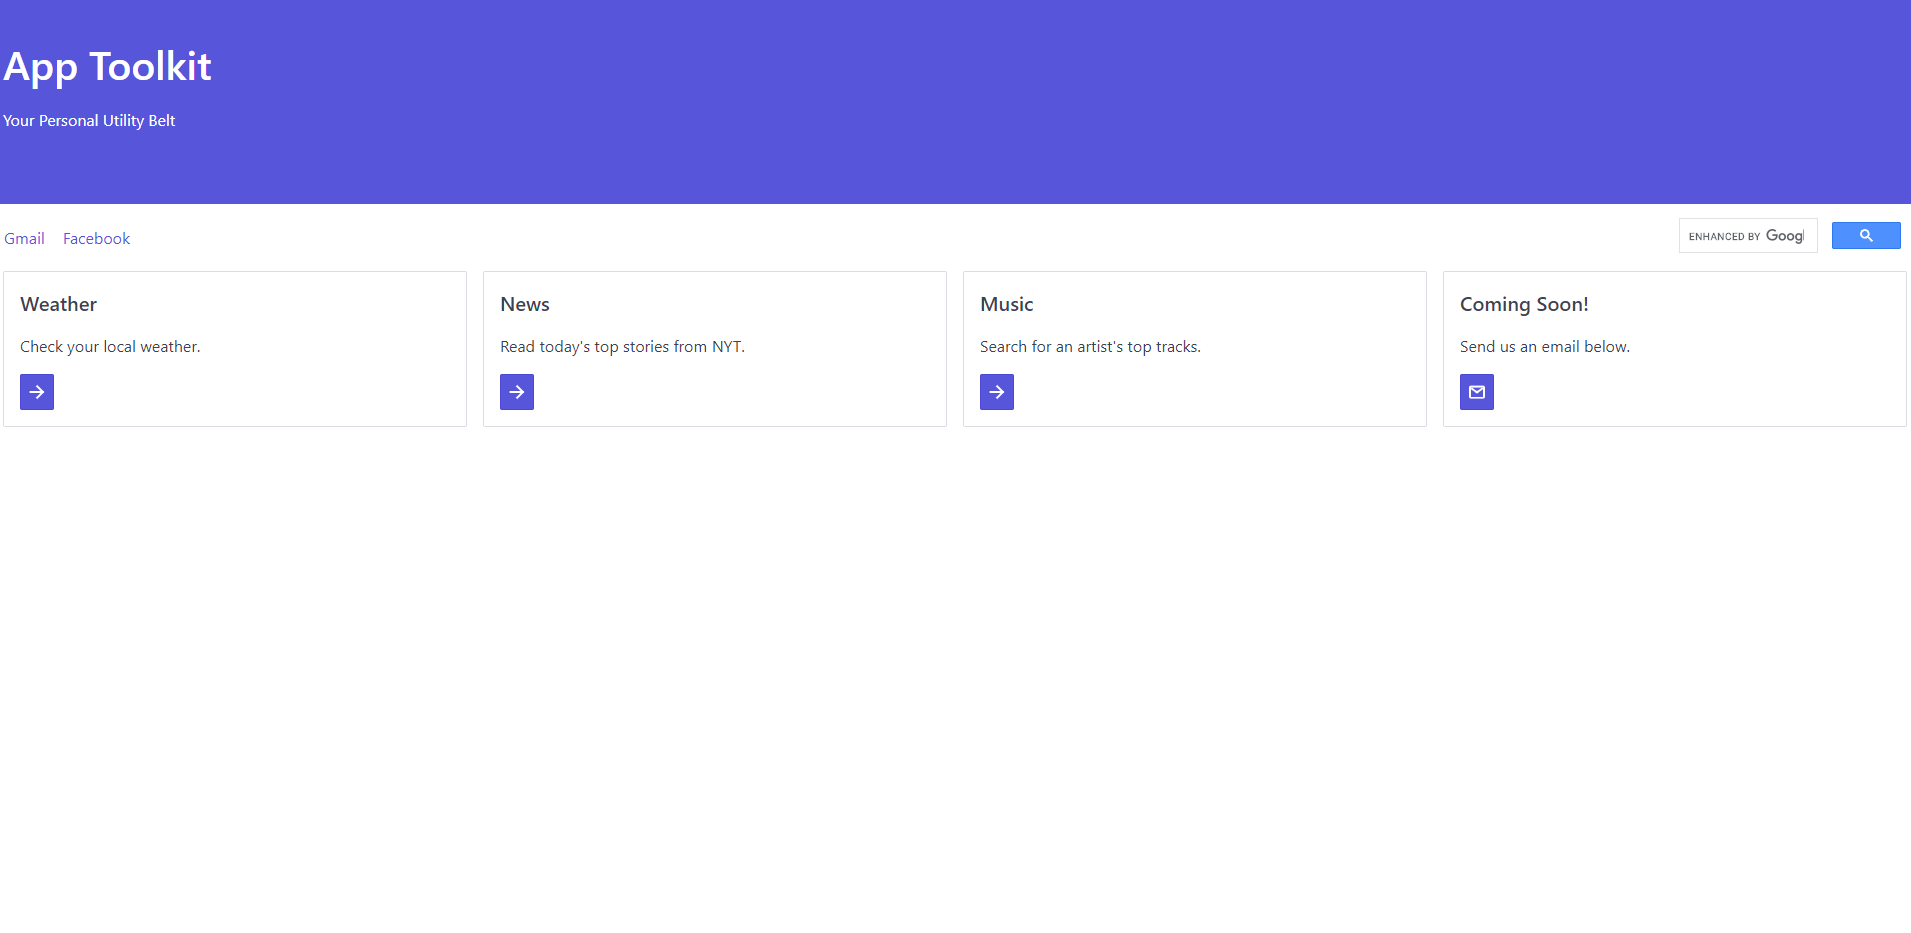 App Toolkit
Your Personal Utility Belt
Gmail Facebook
ENHANCED BY Goog
Weather
Check your local weather.
News
Read today's top stories from NYT.
Music
Search for an artist's top tracks.
Coming Soon!
Send us an email below.